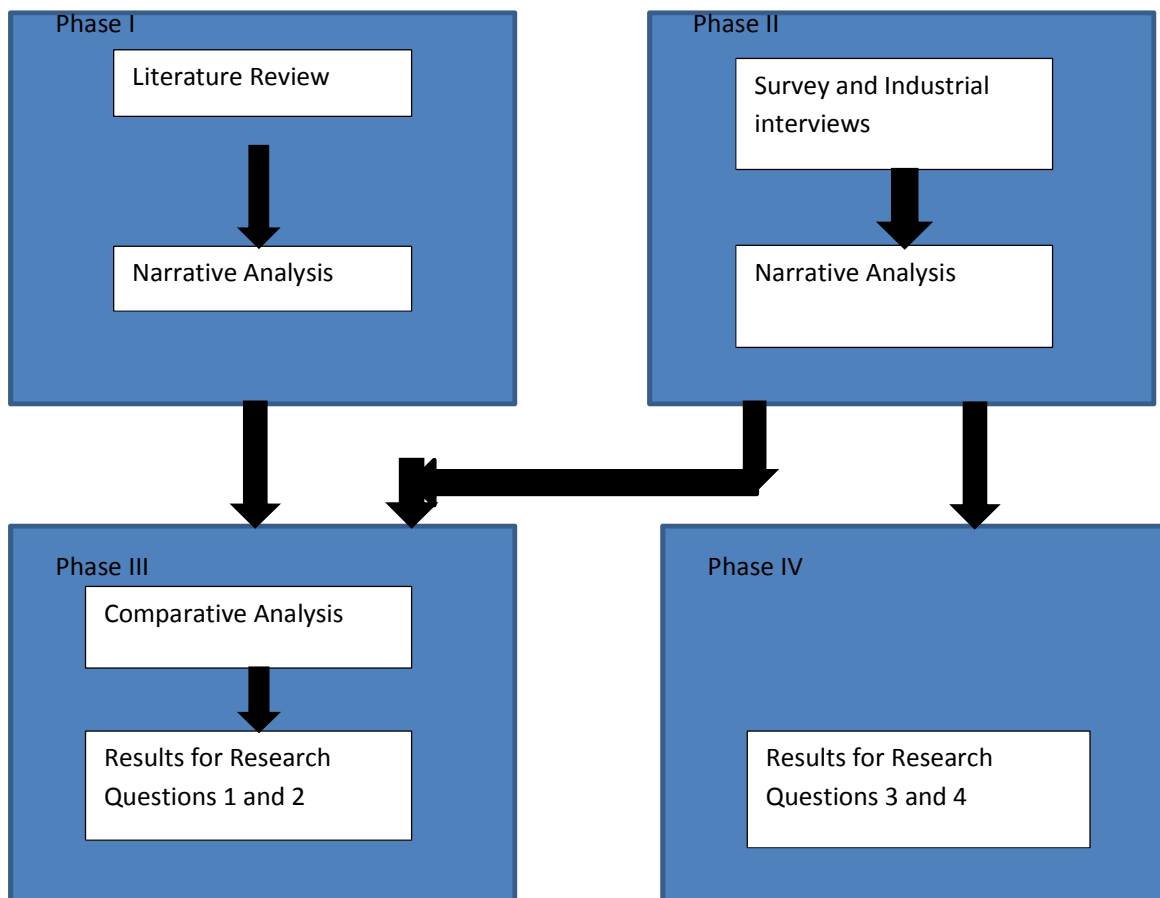 Phase I
Literature Review
Narrative Analysis
Phase II
Survey and Industrial
interviews
Narrative Analysis
Phase III
Comparative Analysis
Results for Research
Questions 1 and 2
Phase IV
Results for Research
Questions 3 and 4